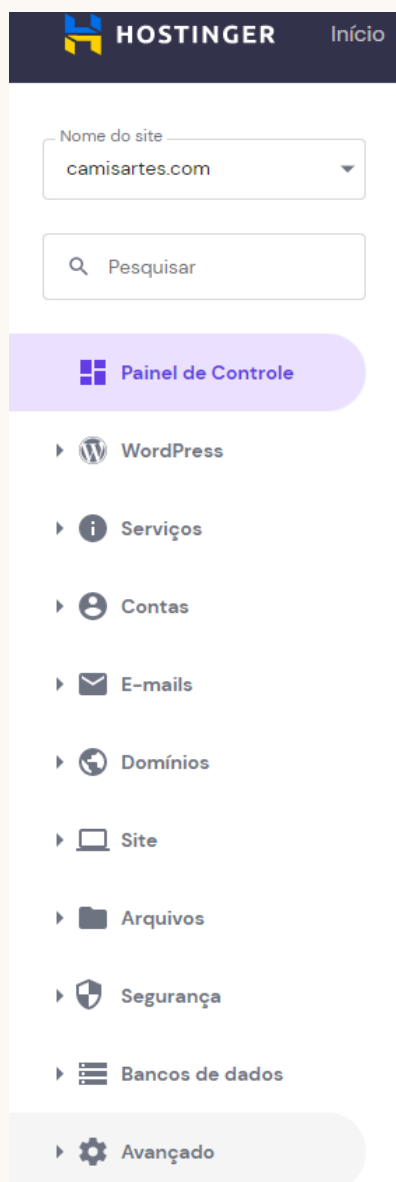 HOSTINGER Início
Nome do site
camisartes.com
Pesquisar
Painel de Controle
WordPress
Serviços
Contas
E-mails
Domínios
Site
Arquivos
Segurança
Bancos de dados
Avançado